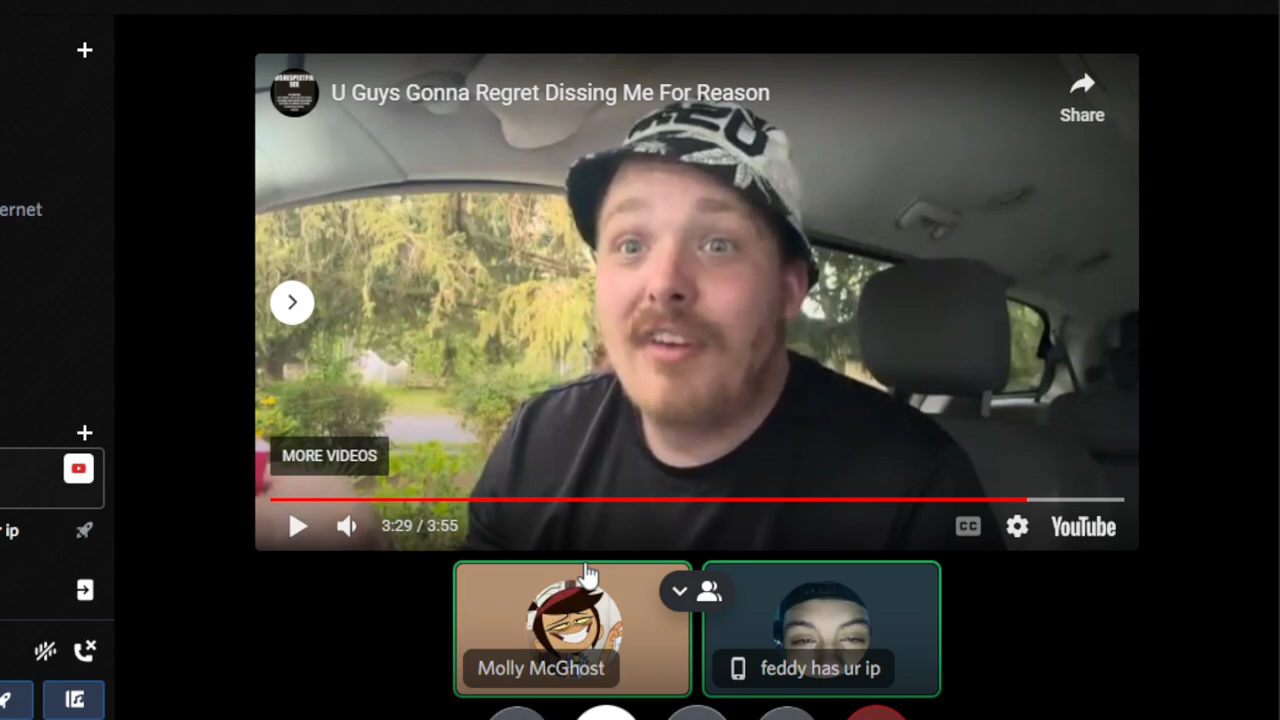 U Guys Gonna Regret Dissing Me For Reason
Share
ernet
MORE VIDEOS
3:29 / 3:55
CC
YouTube
ip
Molly McGhost
feddy has ur ip